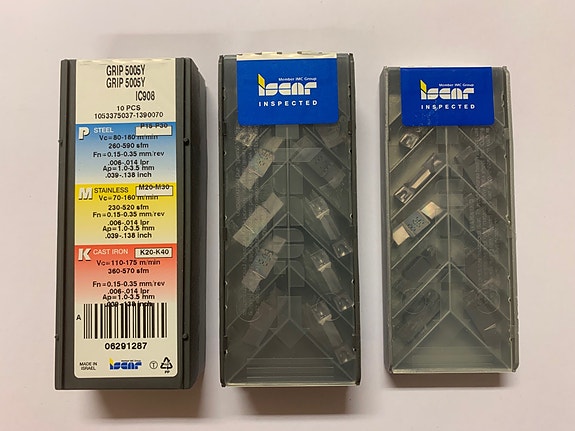 GRIP 5005Y
GRIP 5005Y
IC908
10 PCS
1053375037-1390070
P STEEL P15-P30
Vc=80-180 m/min
260-590 sfm
Fn=0.15-0.35 mm/rev
.006-.014 Ipr
Ap=1.0-3.5 mm
.039-.138 inch
M STAINLESS M20-M30
Vc=70-160 m/min
230-520 sfm
Fn=0.15-0.35 mm/rev
.006-.014 Ipr
Ap=1.0-3.5 mm
.039-.138 inch
K CAST IRON K20-K40
Vc=110-175 m/min
360-570 sfm
Fn=0.15-0.35 mm/rev
.006-.014 Ipr
Ap=1.0-3.5 mm
.039-.138 inch
A
06291287
MADE IN
ISRAEL
iscar
T
PP
Member IMC Group
iscar
INSPECTED
Member IMC Group
iscar
INSPECTED